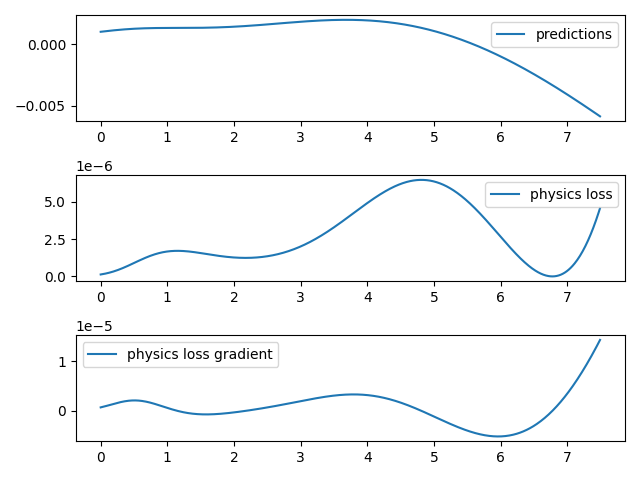 0.000
−0.005
predictions
0 1 2 3 4 5 6 7
1e−6
5.0
2.5
0.0
physics loss
0 1 2 3 4 5 6 7
1e−5
1
0
physics loss gradient
0 1 2 3 4 5 6 7